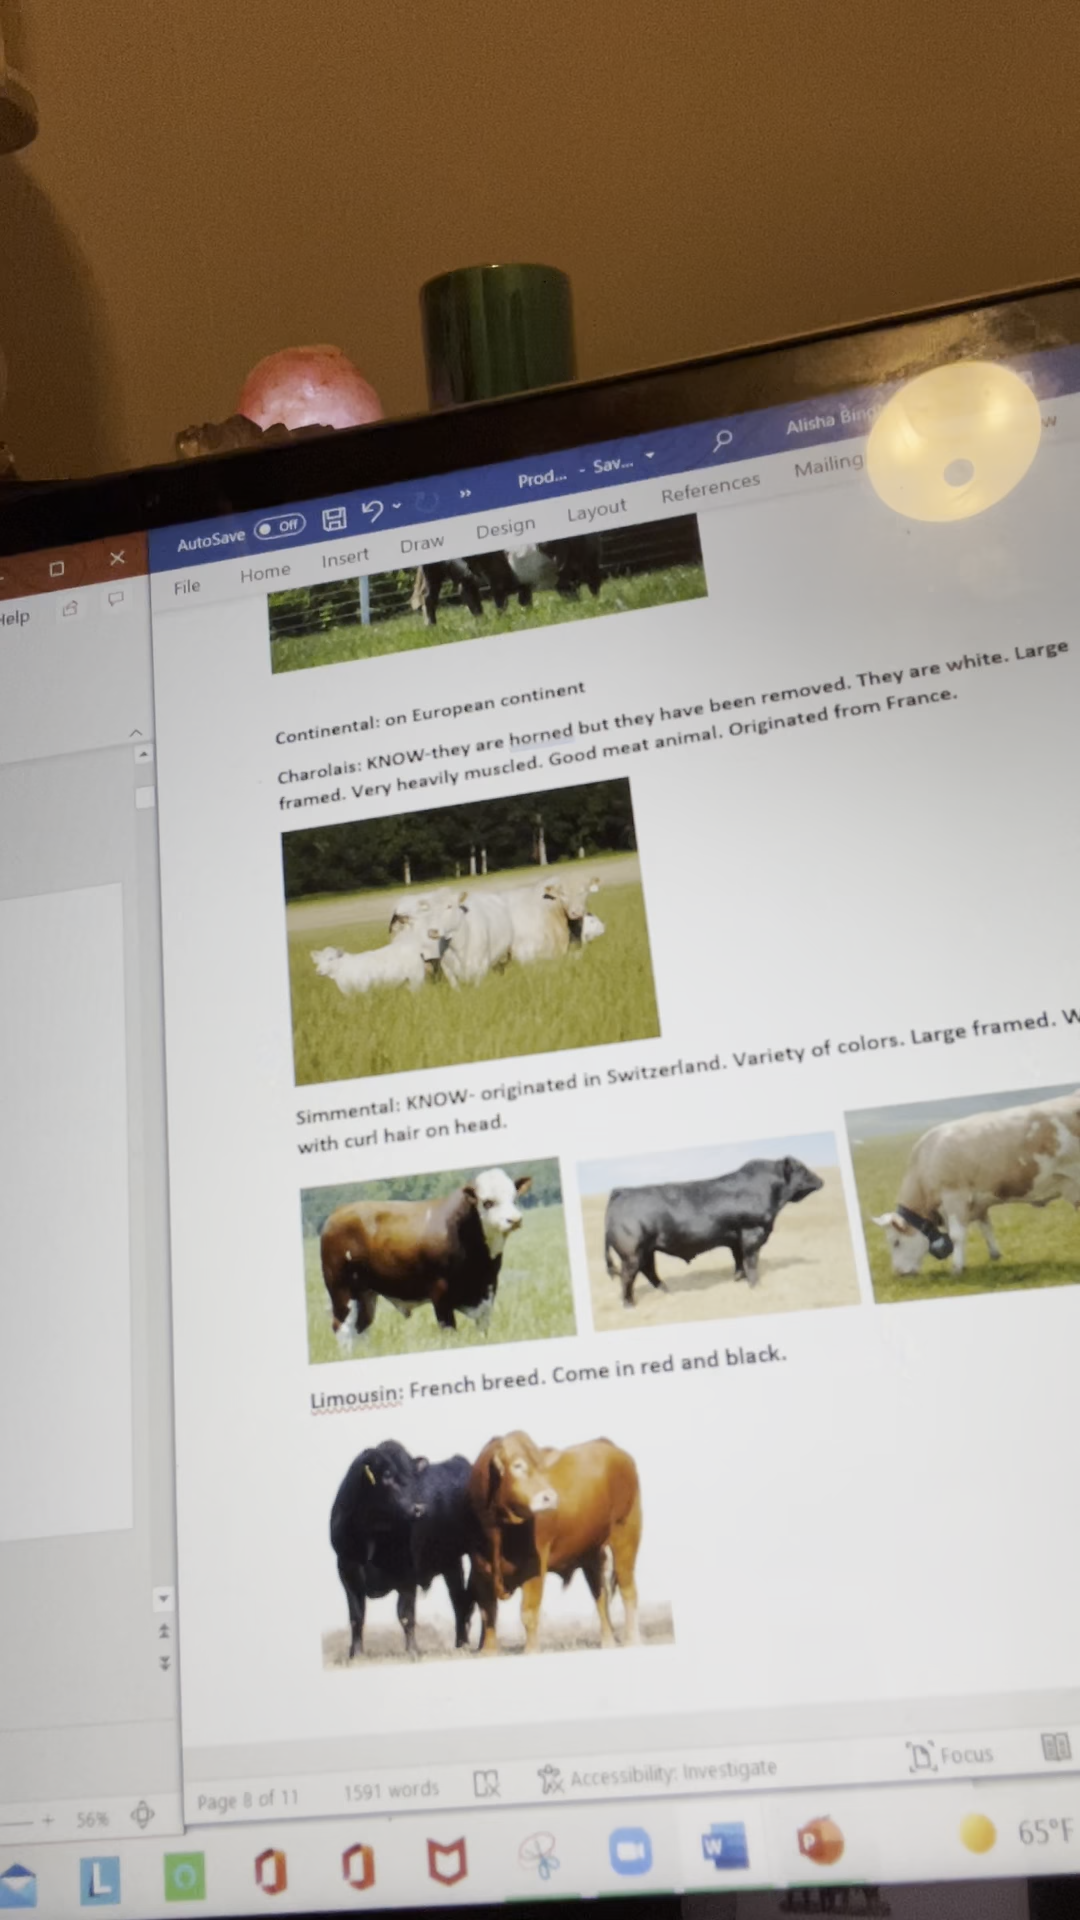 Alisha Bing
Prod... - Sav...
AutoSave Off
File Home Insert Draw Design Layout References Mailing
Help
Continental: on European continent
Charolais: KNOW-they are horned but they have been removed. They are white. Large
framed. Very heavily muscled. Good meat animal. Originated from France.
Simmental: KNOW- originated in Switzerland. Variety of colors. Large framed. W
with curl hair on head.
Limousin: French breed. Come in red and black.
Page 8 of 11 1591 words Accessibility: Investigate Focus
56%
L W P 65°F